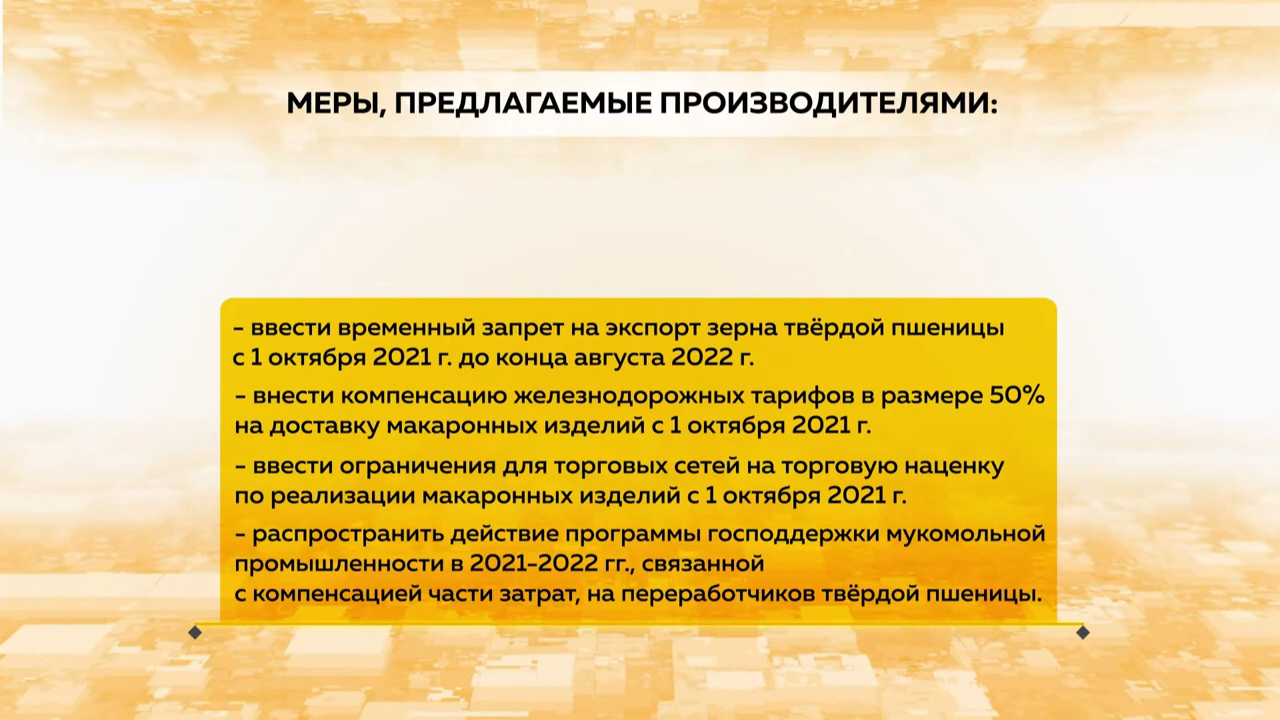 МЕРЫ, ПРЕДЛАГАЕМЫЕ ПРОИЗВОДИТЕЛЯМИ:
- ввести временный запрет на экспорт зерна твёрдой пшеницы
с 1 октября 2021 г. до конца августа 2022 г.
- внести компенсацию железнодорожных тарифов в размере 50%
на доставку макаронных изделий с 1 октября 2021 г.
- ввести ограничения для торговых сетей на торговую наценку
по реализации макаронных изделий с 1 октября 2021 г.
- распространить действие программы господдержки мукомольной
промышленности в 2021-2022 гг., связанной
с компенсацией части затрат, на переработчиков твёрдой пшеницы.